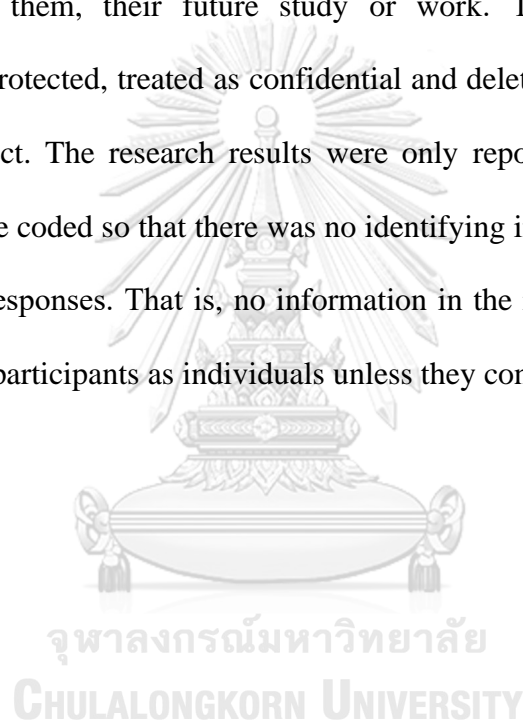 them, their future study or work.
rotected, treated as confidential and delet
ct. The research results were only repo
e coded so that there was no identifying i
esponses. That is, no information in the
participants as individuals unless they con
จุฬาลงกรณ์มหาวิทยาลัย
CHULALONGKORN UNIVERSITY